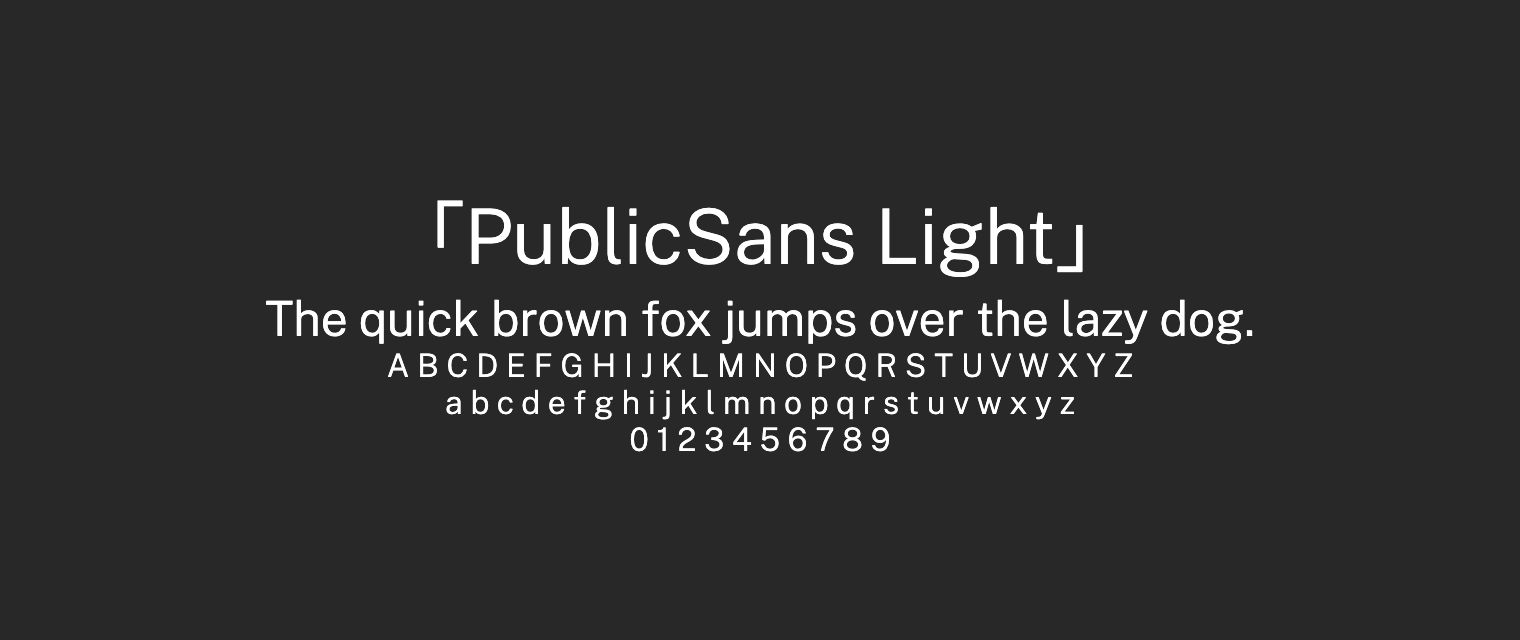 「PublicSans Light」
The quick brown fox jumps over the lazy dog.
A B C D E F G H I J K L M N O P Q R S T U V W X Y Z
a b c d e f g h i j k l m n o p q r s t u v w x y z
0 1 2 3 4 5 6 7 8 9